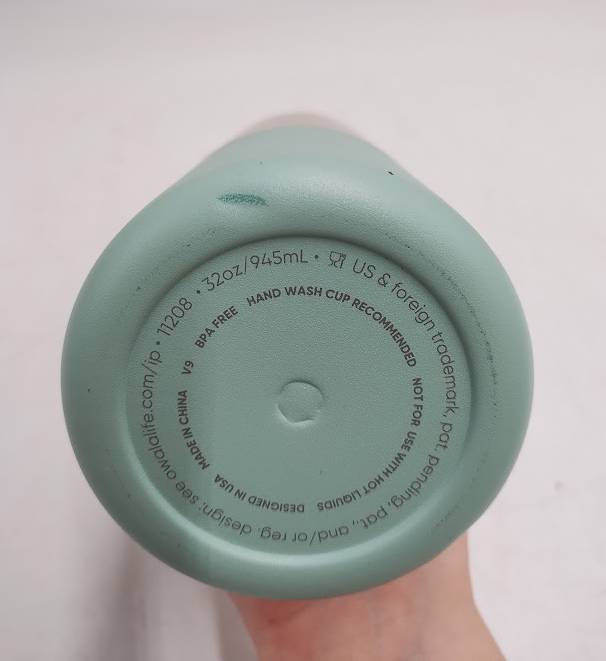 11208 • 32oz/945mL • US & foreign trademark, pat. pending, pat., and/or reg. design: see owalalife.com/ip •
HAND WASH CUP RECOMMENDED NOT FOR USE WITH HOT LIQUIDS DESIGNED IN USA MADE IN CHINA V9 BPA FREE